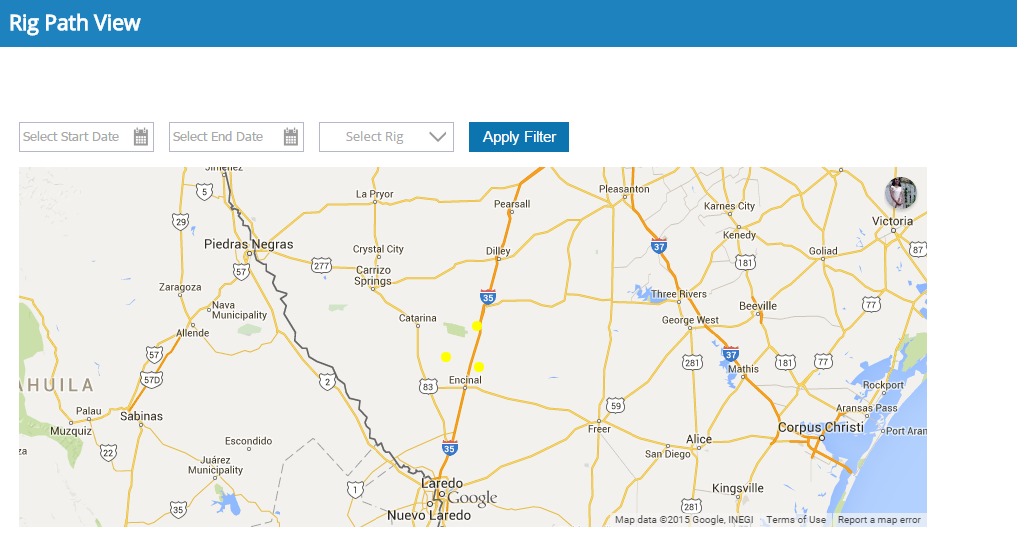 Rig Path View
Select Start Date
Select End Date
Select Rig
Apply Filter
Jimenez
5
La Pryor
Pleasanton
Pearsall
Karnes City
29
Victoria
Kenedy
Piedras Negras
37
Crystal City
Dilley
Goliad
87
57
277
Carrizo
Springs
181
Zaragoza
35
Three Rivers
Nava
Municipality
77
Beeville
Catarina
George West
Allende
57
37
281
181
77
Mathis
57D
2
83
Encinal
Rockport
AHUILA
59
Aransas Pass
Palau
Sabinas
Muzquiz
Freer
Corpus Christi
Port Aran
Escondido
Alice
22
za
35
San Diego
Juárez
Municipality
Laredo
1
Google
Kingsville
35
281
Nuevo Laredo
Map data ©2015 Google, INEGI
Terms of Use
Report a map error